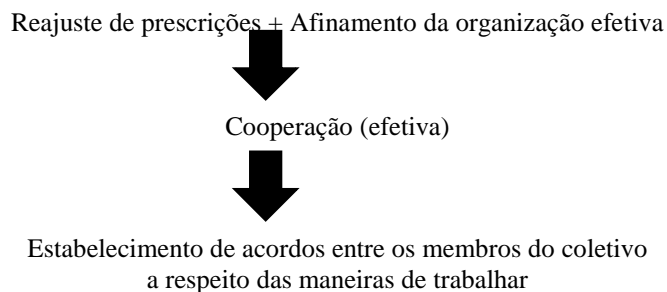 Reajuste de prescrições + Afinamento da organização efetiva
Cooperação (efetiva)
Estabelecimento de acordos entre os membros do coletivo
a respeito das maneiras de trabalhar